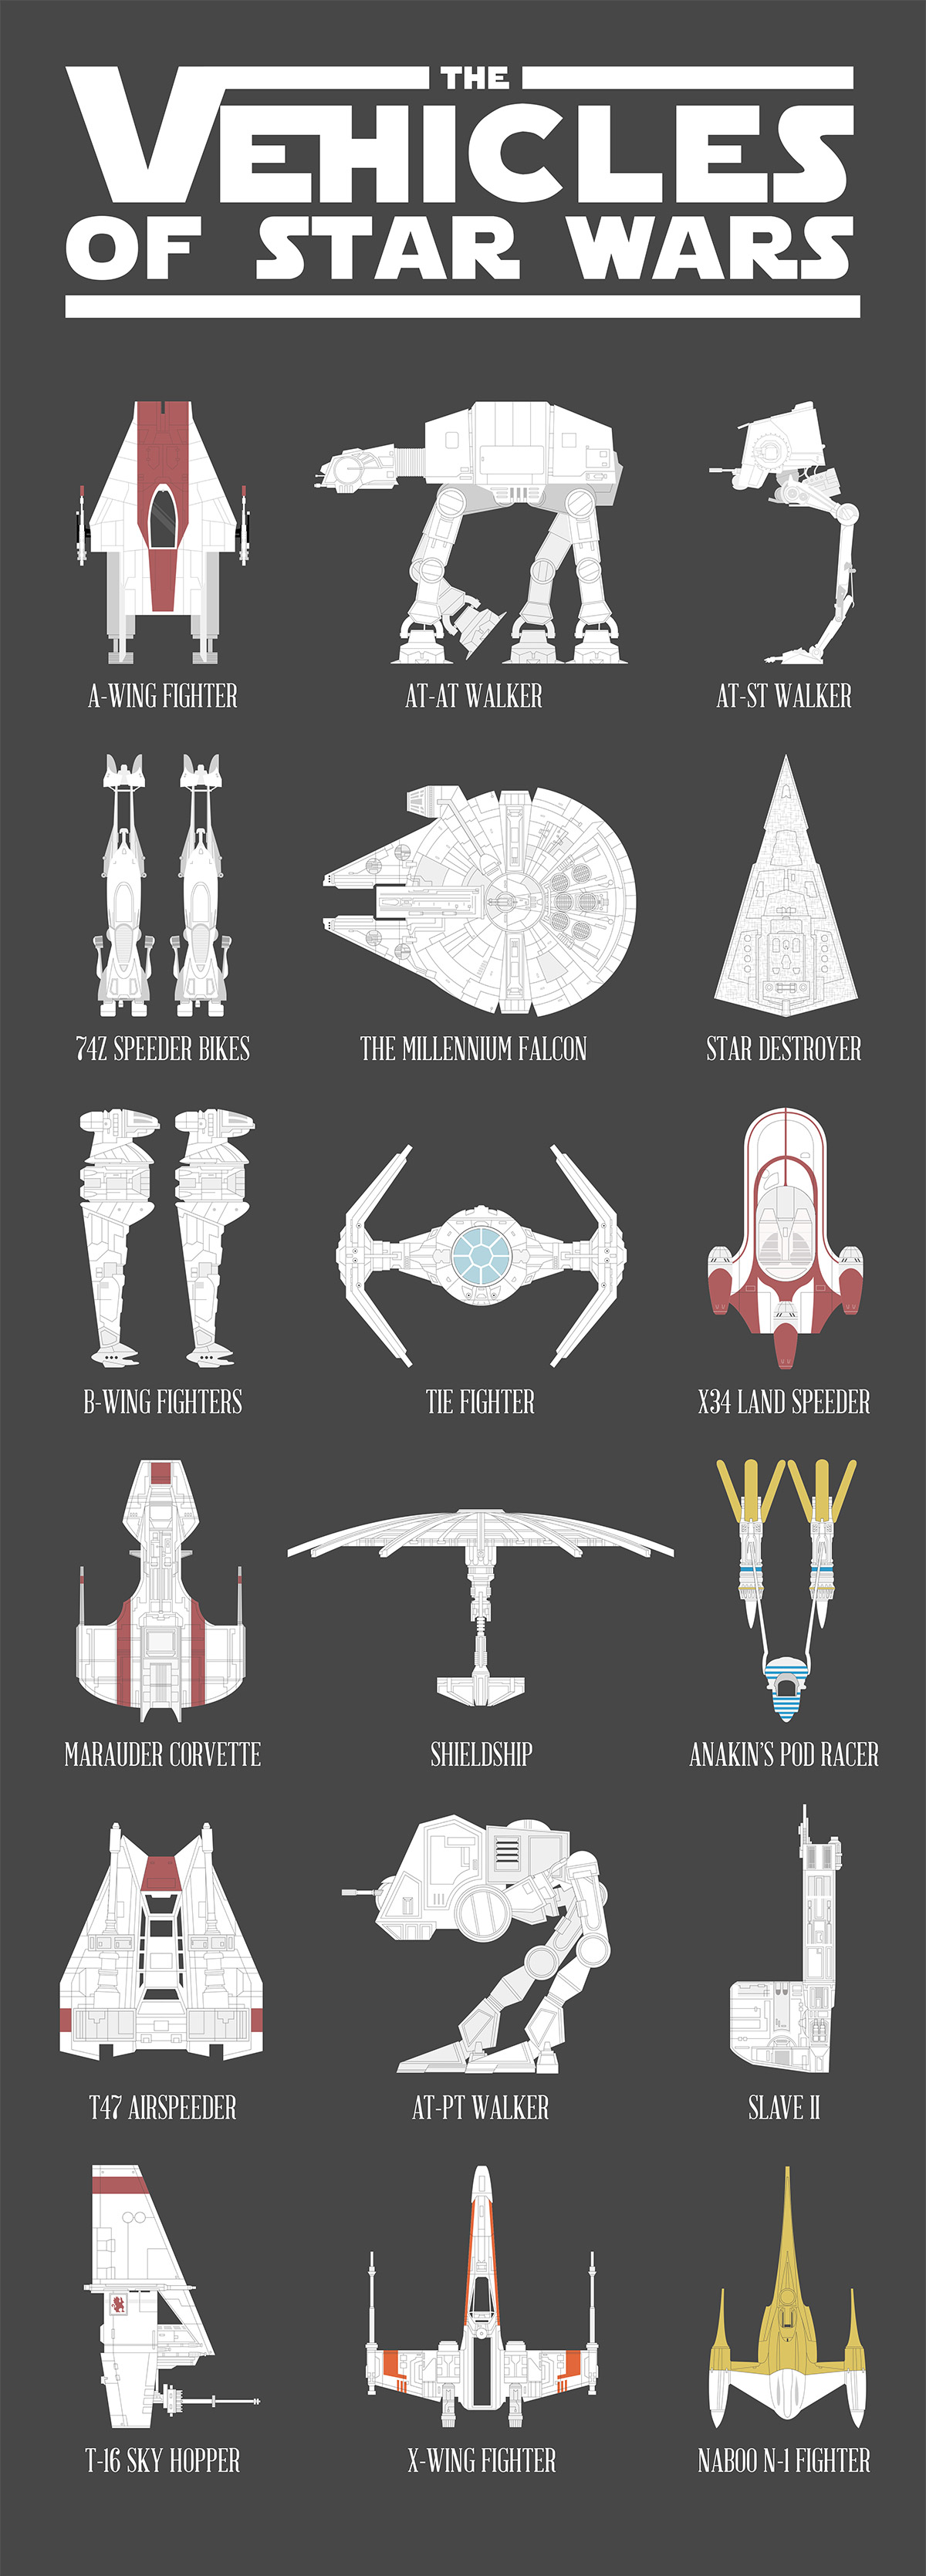 THE
VEHICLES
OF STAR WARS
A-WING FIGHTER
AT-AT WALKER
AT-ST WALKER
74Z SPEEDER BIKES
THE MILLENNIUM FALCON
STAR DESTROYER
B-WING FIGHTERS
TIE FIGHTER
X34 LAND SPEEDER
MARAUDER CORVETTE
SHIELDSHIP
ANAKIN'S POD RACER
T47 AIRSPEEDER
AT-PT WALKER
SLAVE II
T-16 SKY HOPPER
X-WING FIGHTER
NABOO N-1 FIGHTER